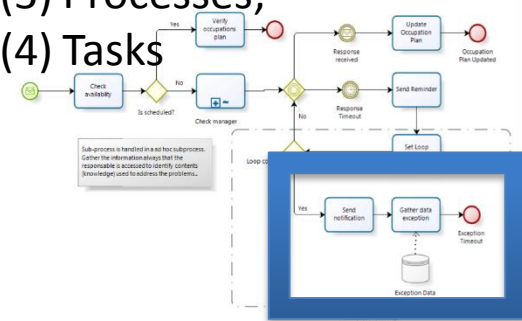 (3) Processes,
(4) Tasks
Yes
Verify
occupations
plan
Response
received
Update
Occupation
Plan
Occupation
Plan Updated
Check
availability
Is scheduled?
No
Check manager
Response
Timeout
Send Reminder
No
Sub-process is handled in a ad hoc subprocess.
Gather the information always that the
responsable is accessed to identify contents
(knowledge) used to address the problems..
Loop co
Set Loop
Yes
Send
notification
Gather data
exception
Exception
Timeout
Exception Data